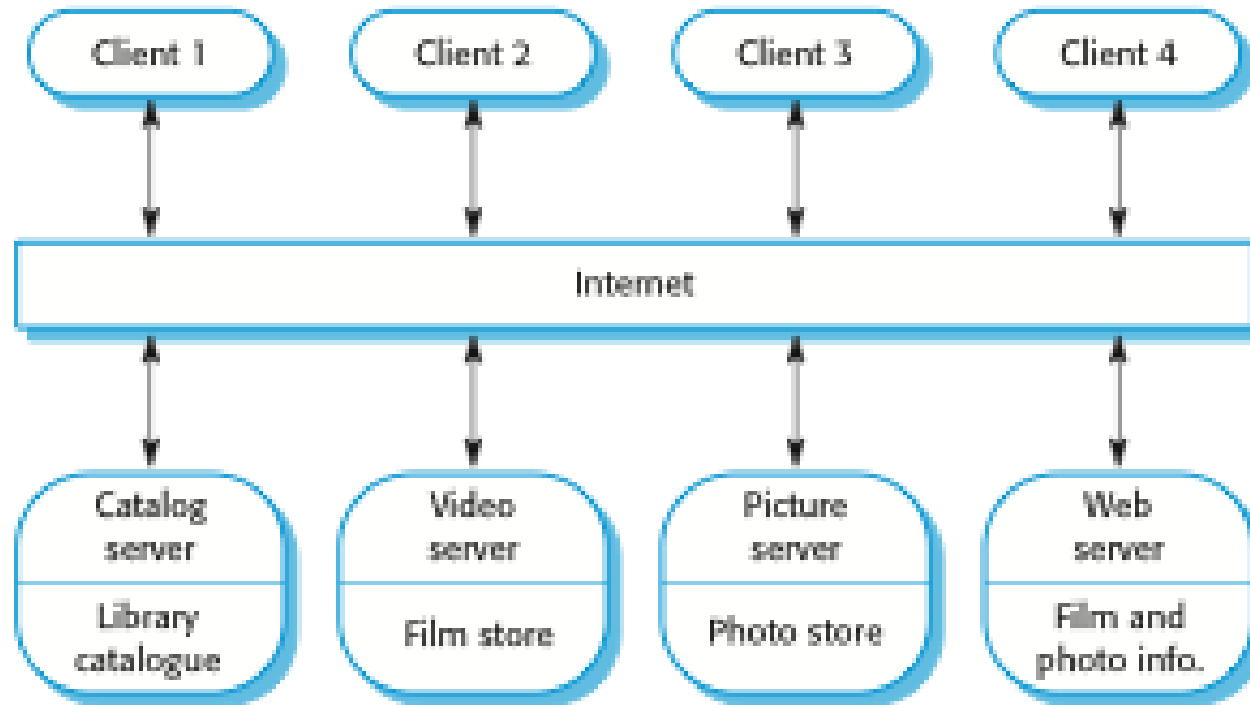 Client 1
Client 2
Client 3
Client 4
Internet
Catalog
server
Library
catalogue
Video
server
Film store
Picture
server
Photo store
Web
server
Film and
photo info.